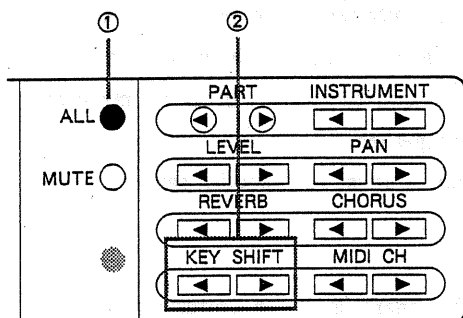 ① ②
PART INSTRUMENT
ALL
LEVEL PAN
MUTE
REVERB CHORUS
KEY SHIFT MIDI CH